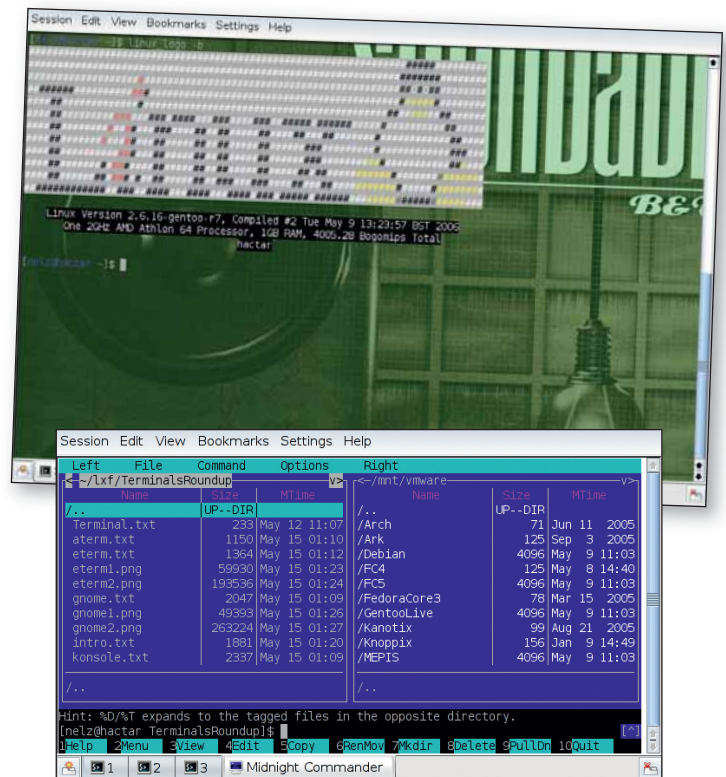 Session Edit View Bookmarks Settings Help
$ linux_logo -b
Linux
B&
Linux Version 2.6.16-gentoo-r7, Compiled #2 Tue May 9 13:23:57 BST 2006
One 2GHz AMD Athlon 64 Processor, 1GB RAM, 4005.28 Bogomips Total
hactar
[nelz@hactar ~]$
Session Edit View Bookmarks Settings Help
Left File Command Options Right
<-~/lxf/TerminalsRoundup v> <-/mnt/vmware v>
Name Size MTime Name Size MTime
/.. UP--DIR /.. UP--DIR
Terminal.txt 233 May 12 11:07 /Arch 71 Jun 11 2005
aterm.txt 1150 May 15 01:10 /Ark 125 Sep 3 2005
eterm.txt 1364 May 15 01:12 /Debian 4096 May 9 11:03
eterm1.png 59930 May 15 01:23 /FC4 125 May 8 14:40
eterm2.png 193536 May 15 01:24 /FC5 4096 May 9 11:03
gnome.txt 2047 May 15 01:09 /FedoraCore3 78 Mar 15 2005
gnome1.png 49393 May 15 01:26 /GentooLive 4096 May 9 11:03
gnome2.png 263224 May 15 01:27 /Kanotix 99 Aug 21 2005
intro.txt 1881 May 15 01:20 /Knoppix 156 Jan 9 14:49
konsole.txt 2337 May 15 01:09 /MEPIS 4096 May 9 11:03
/.. /..
Hint: %D/%T expands to the tagged files in the opposite directory.
[nelz@hactar TerminalsRoundup]$ [^]
1Help 2Menu 3View 4Edit 5Copy 6RenMov 7Mkdir 8Delete 9PullDn 10Quit
1 2 3 Midnight Commander